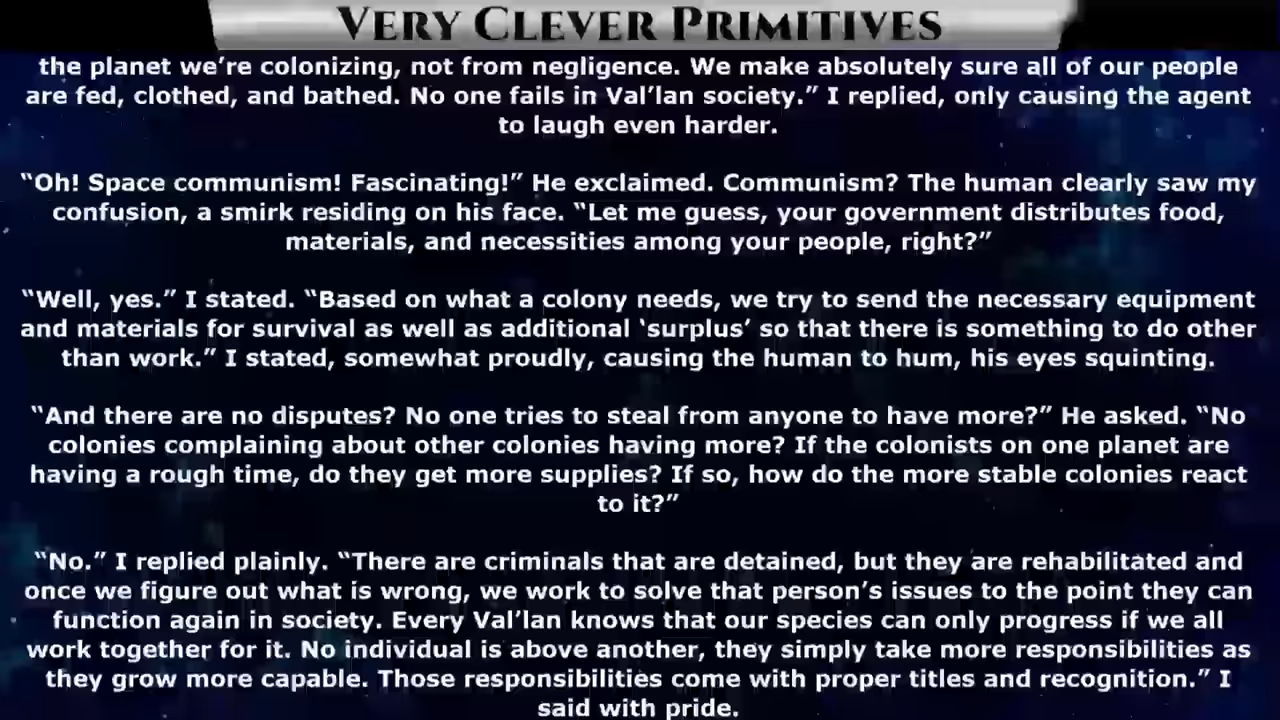 VERY CLEVER PRIMITIVES
the planet we’re colonizing, not from negligence. We make absolutely sure all of our people
are fed, clothed, and bathed. No one fails in Val’lan society.” I replied, only causing the agent
to laugh even harder.
“Oh! Space communism! Fascinating!” He exclaimed. Communism? The human clearly saw my
confusion, a smirk residing on his face. “Let me guess, your government distributes food,
materials, and necessities among your people, right?”
“Well, yes.” I stated. “Based on what a colony needs, we try to send the necessary equipment
and materials for survival as well as additional ‘surplus’ so that there is something to do other
than work.” I stated, somewhat proudly, causing the human to hum, his eyes squinting.
“And there are no disputes? No one tries to steal from anyone to have more?” He asked. “No
colonies complaining about other colonies having more? If the colonists on one planet are
having a rough time, do they get more supplies? If so, how do the more stable colonies react
to it?”
“No.” I replied plainly. “There are criminals that are detained, but they are rehabilitated and
once we figure out what is wrong, we work to solve that person’s issues to the point they can
function again in society. Every Val’lan knows that our species can only progress if we all
work together for it. No individual is above another, they simply take more responsibilities as
they grow more capable. Those responsibilities come with proper titles and recognition.” I
said with pride.